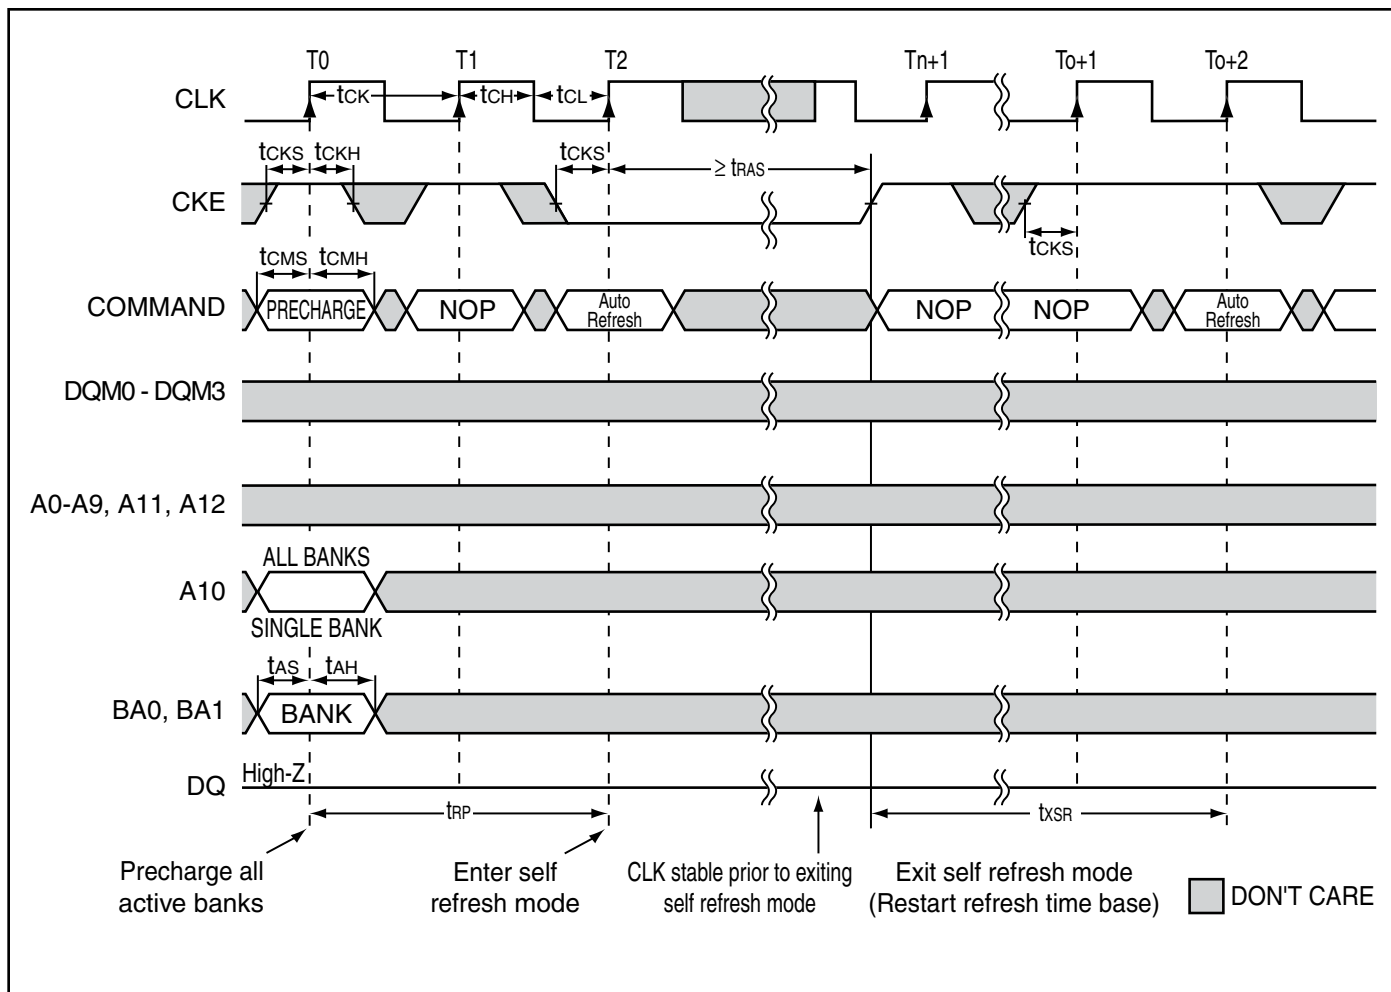 T0 T1 T2 Tn+1 To+1 To+2
CLK tCK tCH tCL
tCKS tCKH tCKS ≥ tRAS
CKE
tCKS
tCMS tCMH
COMMAND PRECHARGE NOP Auto Refresh NOP NOP Auto Refresh
DQM0 - DQM3
A0-A9, A11, A12
ALL BANKS
A10
SINGLE BANK
tAS tAH
BA0, BA1 BANK
High-Z
DQ
tRP tXSR
Precharge all
active banks
Enter self
refresh mode
CLK stable prior to exiting
self refresh mode
Exit self refresh mode
(Restart refresh time base)
DON'T CARE